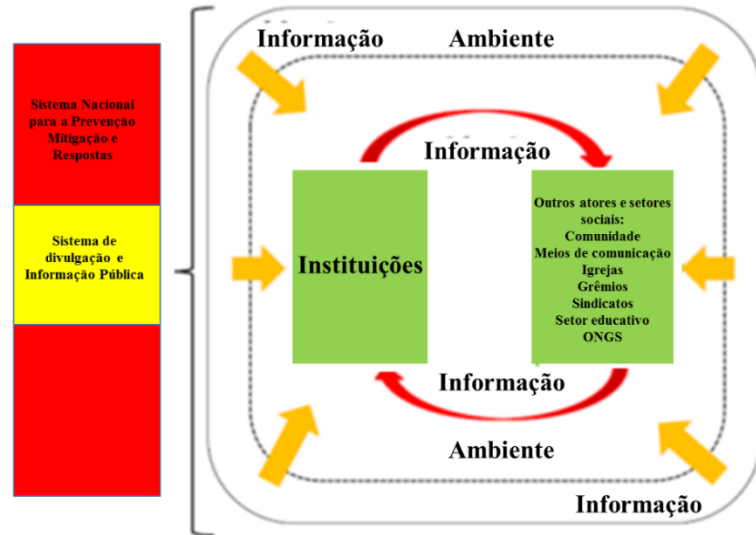 Sistema Nacional
para a Prevenção
Mitigação e
Respostas
Sistema de
divulgação e
Informação Pública
Informação
Ambiente
Informação
Instituições
Outros atores e setores
sociais:
Comunidade
Meios de comunicação
Igrejas
Grêmios
Sindicatos
Setor educativo
ONGS
Informação
Ambiente
Informação